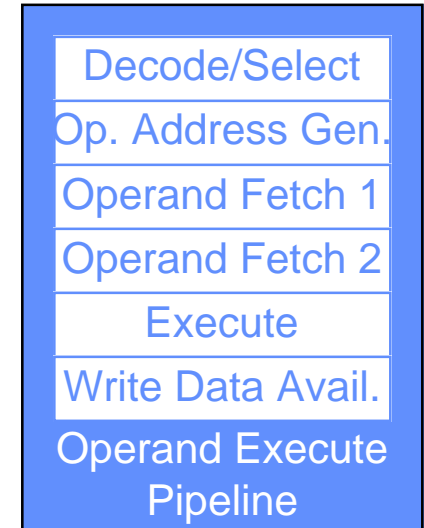 Decode/Select
Op. Address Gen.
Operand Fetch 1
Operand Fetch 2
Execute
Write Data Avail.
Operand Execute
Pipeline